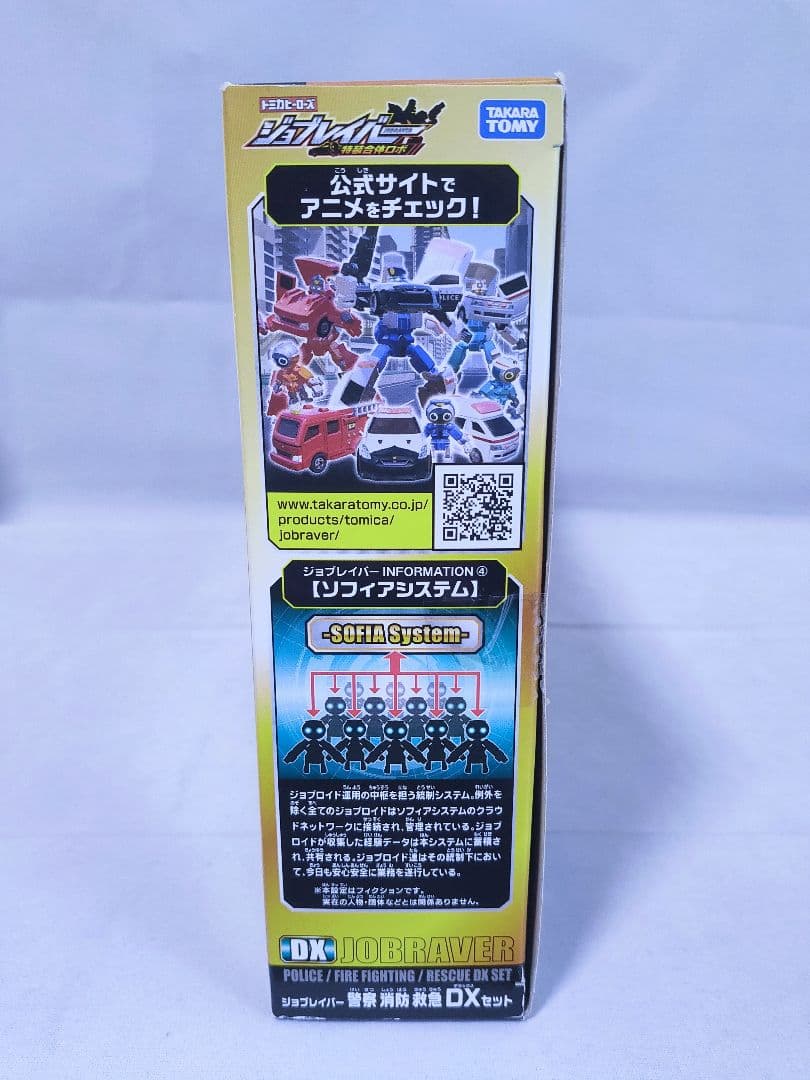 トミカヒーローズ
ジョブレイバー
JOBRAVER
特装合体ロボ
TAKARA
TOMY
公式サイトで
アニメをチェック!
POLICE
www.takaratomy.co.jp/
products/tomica/
jobraver/
ジョブレイバー INFORMATION ④
【ソフィアシステム】
-SOFIA System-
ジョブロイド運用の中枢を担う統制システム。例外を
除く全てのジョブロイドはソフィアシステムのクラウ
ドネットワークに接続され、管理されている。ジョブ
ロイドが収集した経験データは本システムに蓄積さ
れ、共有される。ジョブロイド達はその統制下におい
て、今日も安心安全に業務を遂行している。
※本設定はフィクションです。
実在の人物・団体などとは関係ありません。
DX JOBRAVER
POLICE / FIRE FIGHTING / RESCUE DX SET
ジョブレイバー 警察 消防 救急 DXセット